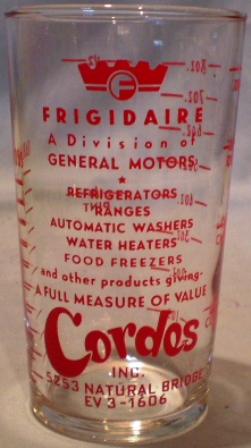 F
FRIGIDAIRE
A Division of
GENERAL MOTORS
REFRIGERATORS
RANGES
AUTOMATIC WASHERS
WATER HEATERS
FOOD FREEZERS
and other products giving-
A FULL MEASURE OF VALUE
Cordes
INC.
5253 NATURAL BRIDGE
EV 3-1606